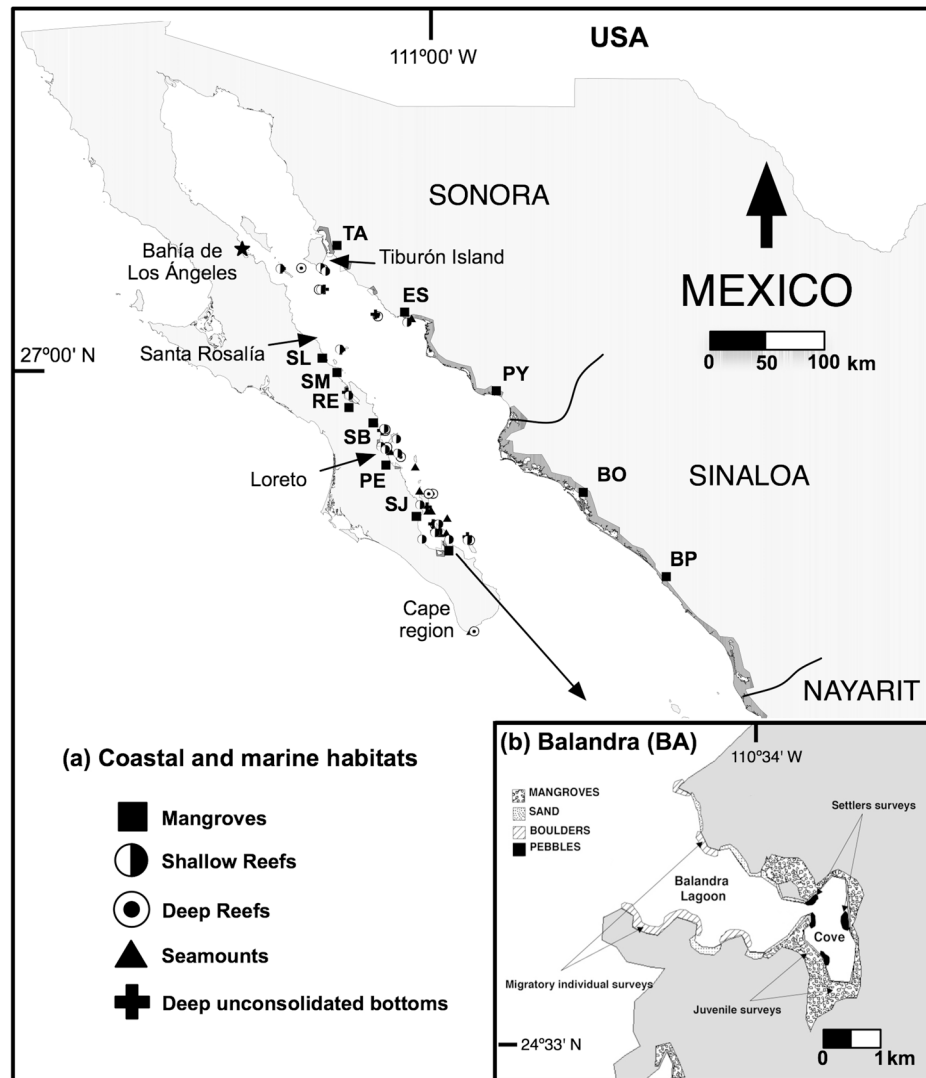 111º00' W
USA
SONORA
TA
Bahía de
Los Ángeles
Tiburón Island
ES
MEXICO
0 50 100 km
Santa Rosalía
27º00' N
SL
SM
RE
PY
SB
Loreto
PE
SINALOA
BO
SJ
BP
Cape
region
NAYARIT
(a) Coastal and marine habitats
Mangroves
Shallow Reefs
Deep Reefs
Seamounts
Deep unconsolidated bottoms
(b) Balandra (BA)
110º34' W
MANGROVES
SAND
BOULDERS
PEBBLES
Settlers surveys
Balandra
Lagoon
Cove
Migratory individual surveys
Juvenile surveys
24º33' N
0 1 km